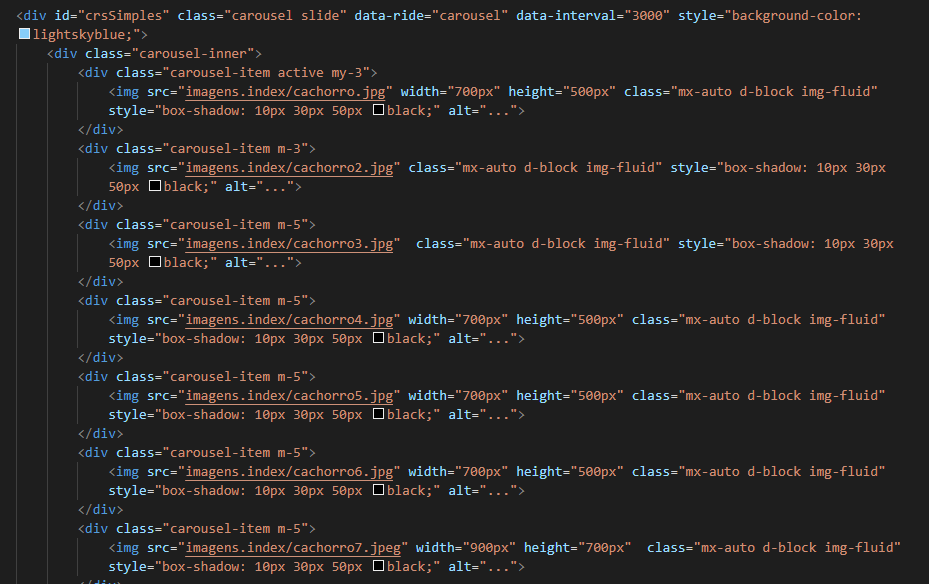 <div id="crsSimples" class="carousel slide" data-ride="carousel" data-interval="3000" style="background-color:
lightskyblue;">
<div class="carousel-inner">
<div class="carousel-item active my-3">
<img src="imagens.index/cachorro.jpg" width="700px" height="500px" class="mx-auto d-block img-fluid"
style="box-shadow: 10px 30px 50px black;" alt="...">
</div>
<div class="carousel-item m-3">
<img src="imagens.index/cachorro2.jpg" class="mx-auto d-block img-fluid" style="box-shadow: 10px 30px
50px black;" alt="...">
</div>
<div class="carousel-item m-5">
<img src="imagens.index/cachorro3.jpg"  class="mx-auto d-block img-fluid" style="box-shadow: 10px 30px
50px black;" alt="...">
</div>
<div class="carousel-item m-5">
<img src="imagens.index/cachorro4.jpg" width="700px" height="500px" class="mx-auto d-block img-fluid"
style="box-shadow: 10px 30px 50px black;" alt="...">
</div>
<div class="carousel-item m-5">
<img src="imagens.index/cachorro5.jpg" width="700px" height="500px" class="mx-auto d-block img-fluid"
style="box-shadow: 10px 30px 50px black;" alt="...">
</div>
<div class="carousel-item m-5">
<img src="imagens.index/cachorro6.jpg" width="700px" height="500px" class="mx-auto d-block img-fluid"
style="box-shadow: 10px 30px 50px black;" alt="...">
</div>
<div class="carousel-item m-5">
<img src="imagens.index/cachorro7.jpeg" width="900px" height="700px"  class="mx-auto d-block img-fluid"
style="box-shadow: 10px 30px 50px black;" alt="...">